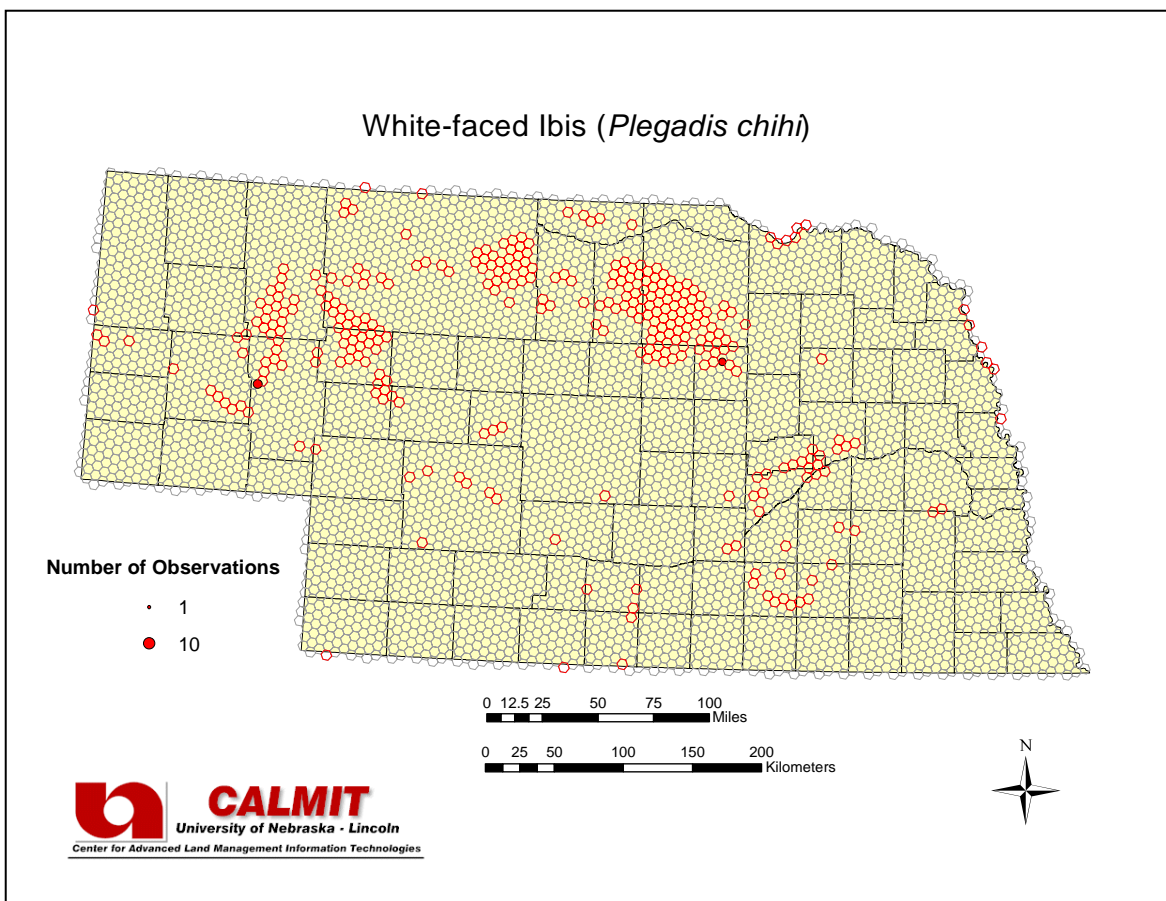 White-faced Ibis (Plegadis chihi)
Number of Observations
1
10
0 12.5 25 50 75 100
Miles
0 25 50 100 150 200
Kilometers
N
CALMIT
University of Nebraska - Lincoln
Center for Advanced Land Management Information Technologies